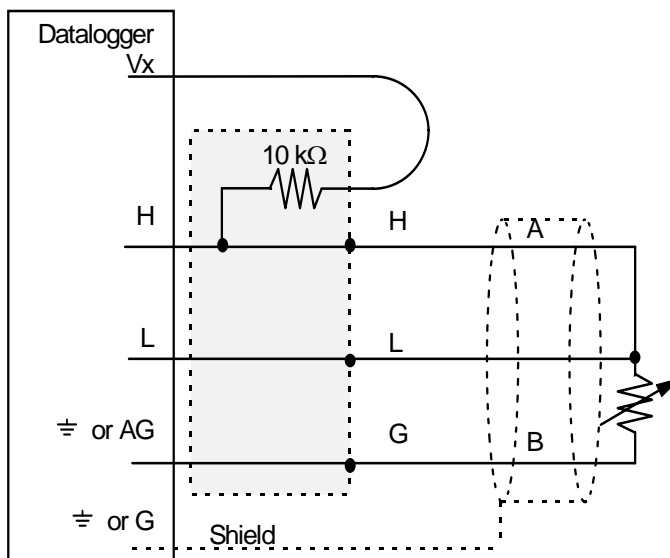 Datalogger
Vx
10 kΩ
H H A
L L
⏚ or AG G B
⏚ or G Shield